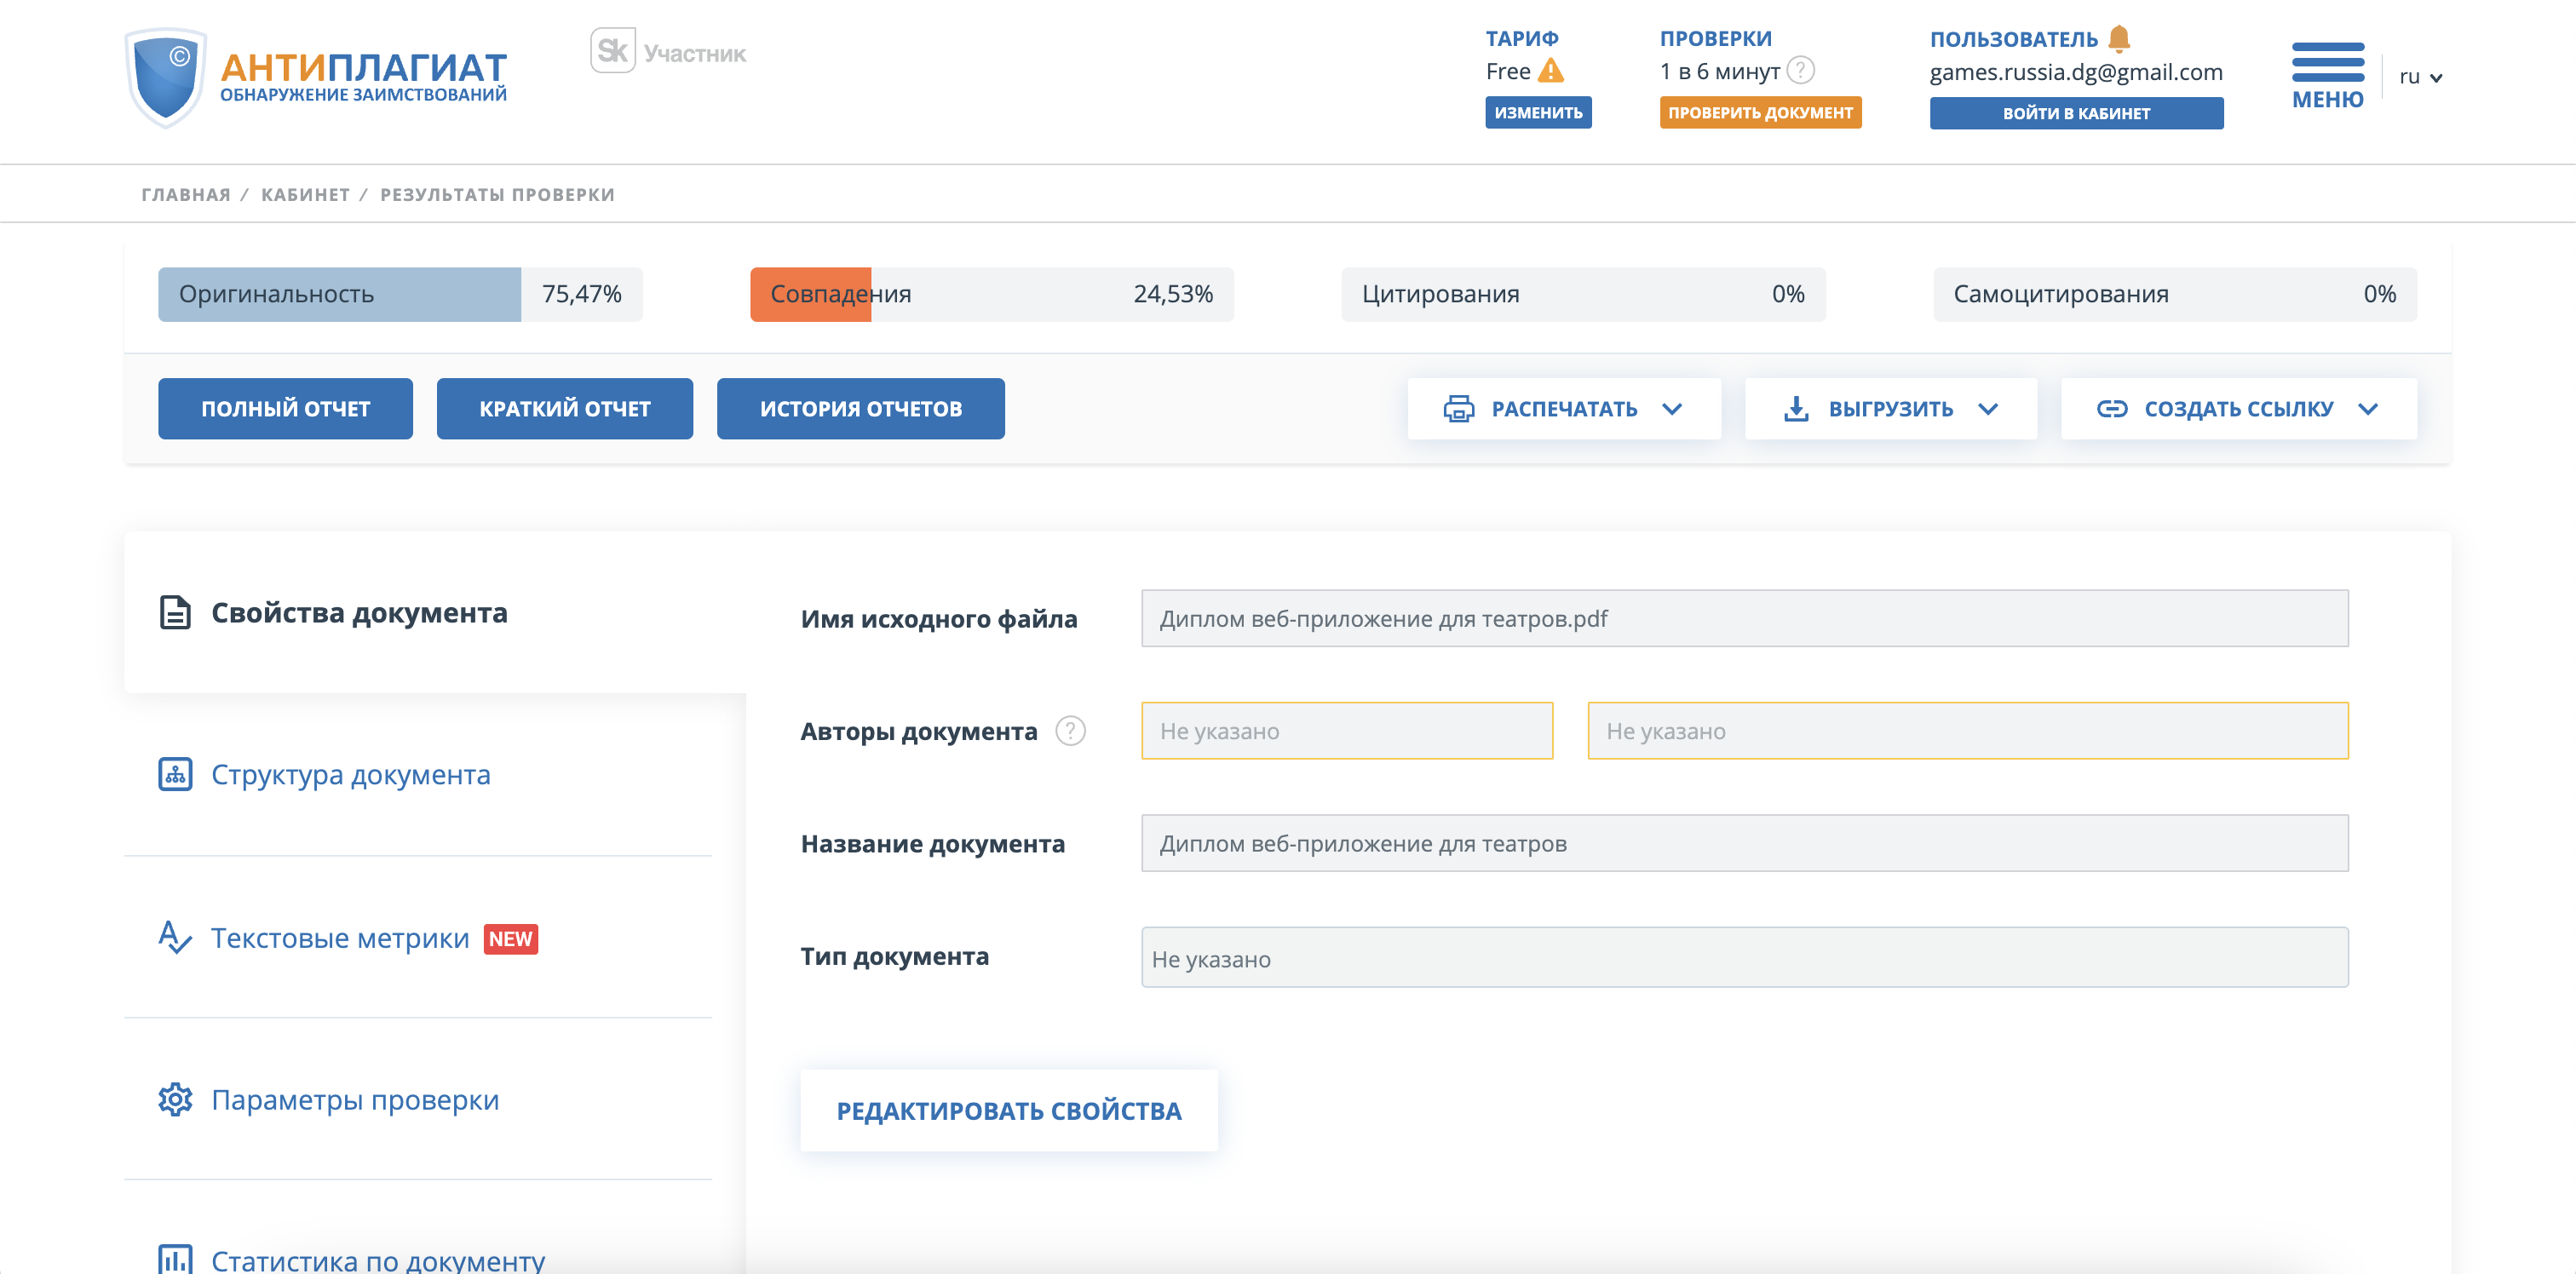 АНТИПЛАГИАТ
ОБНАРУЖЕНИЕ ЗАИМСТВОВАНИЙ
Sk Участник
ТАРИФ
Free
ИЗМЕНИТЬ
ПРОВЕРКИ
1 в 6 минут ?
ПРОВЕРИТЬ ДОКУМЕНТ
ПОЛЬЗОВАТЕЛЬ
games.russia.dg@gmail.com
ВОЙТИ В КАБИНЕТ
МЕНЮ
ru
ГЛАВНАЯ / КАБИНЕТ / РЕЗУЛЬТАТЫ ПРОВЕРКИ
Оригинальность 75,47%
Совпадения 24,53%
Цитирования 0%
Самоцитирования 0%
ПОЛНЫЙ ОТЧЕТ
КРАТКИЙ ОТЧЕТ
ИСТОРИЯ ОТЧЕТОВ
РАСПЕЧАТАТЬ
ВЫГРУЗИТЬ
СОЗДАТЬ ССЫЛКУ
Свойства документа
Структура документа
Текстовые метрики NEW
Параметры проверки
Статистика по документу
Имя исходного файла
Диплом веб-приложение для театров.pdf
Авторы документа ?
Не указано
Не указано
Название документа
Диплом веб-приложение для театров
Тип документа
Не указано
РЕДАКТИРОВАТЬ СВОЙСТВА